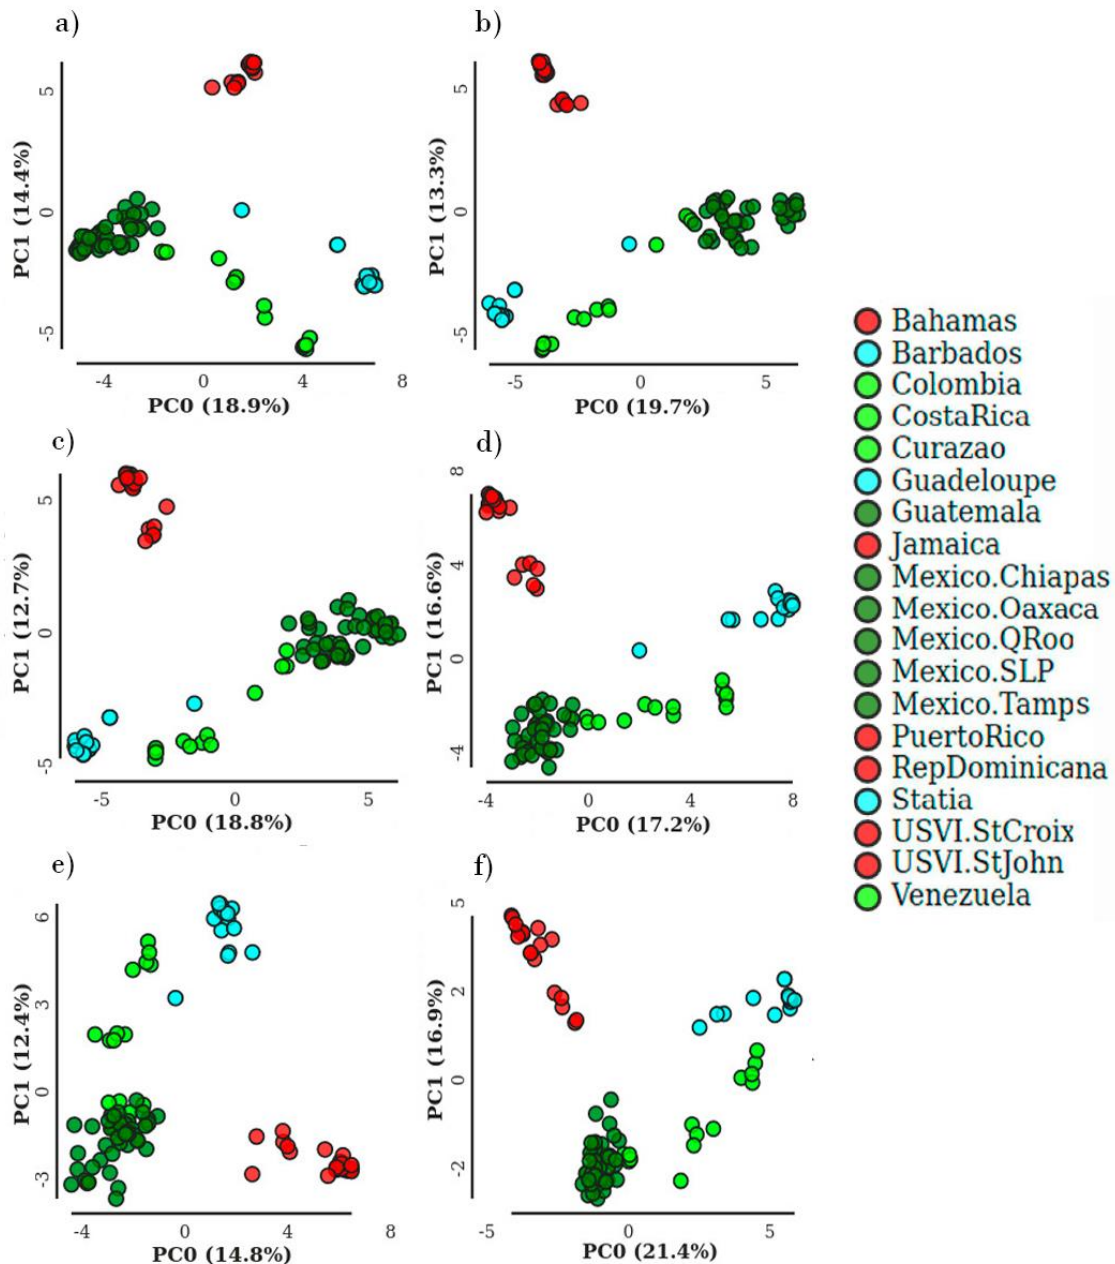 a)
5
0
-5
PC1 (14.4%)
-4
0
4
8
PC0 (18.9%)
b)
5
0
-5
PC1 (13.3%)
-5
0
5
PC0 (19.7%)
c)
5
0
-5
PC1 (12.7%)
-5
0
5
PC0 (18.8%)
d)
8
4
0
-4
PC1 (16.6%)
-4
0
4
8
PC0 (17.2%)
e)
6
3
0
-3
PC1 (12.4%)
-4
0
4
8
PC0 (14.8%)
f)
5
2
0
-2
PC1 (16.9%)
-5
0
5
PC0 (21.4%)
Bahamas
Barbados
Colombia
CostaRica
Curazao
Guadeloupe
Guatemala
Jamaica
Mexico.Chiapas
Mexico.Oaxaca
Mexico.QRoo
Mexico.SLP
Mexico.Tamps
PuertoRico
RepDominicana
Statia
USVI.StCroix
USVI.StJohn
Venezuela